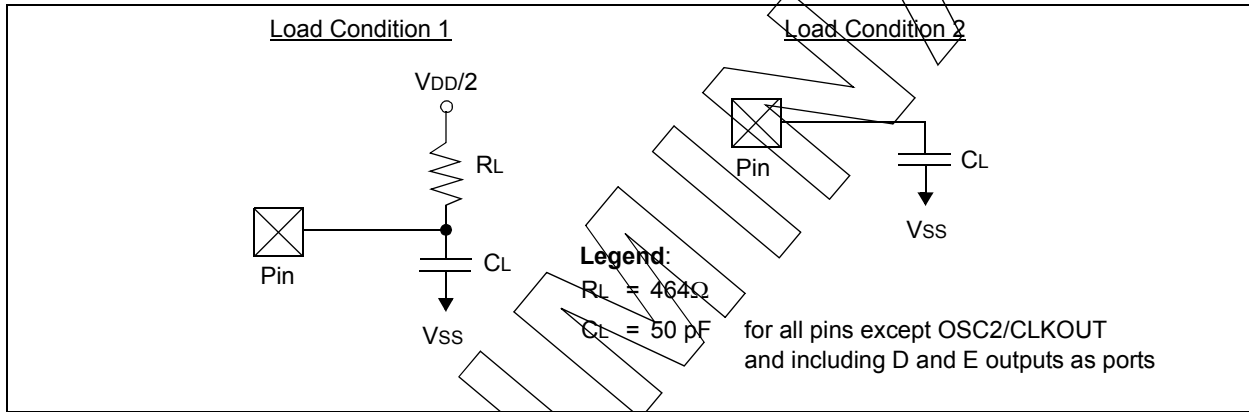 Load Condition 1
Load Condition 2
VDD/2
RL
Pin
CL
VSS
Pin
CL
VSS
Legend:
RL = 464Ω
CL = 50 pF for all pins except OSC2/CLKOUT
and including D and E outputs as ports